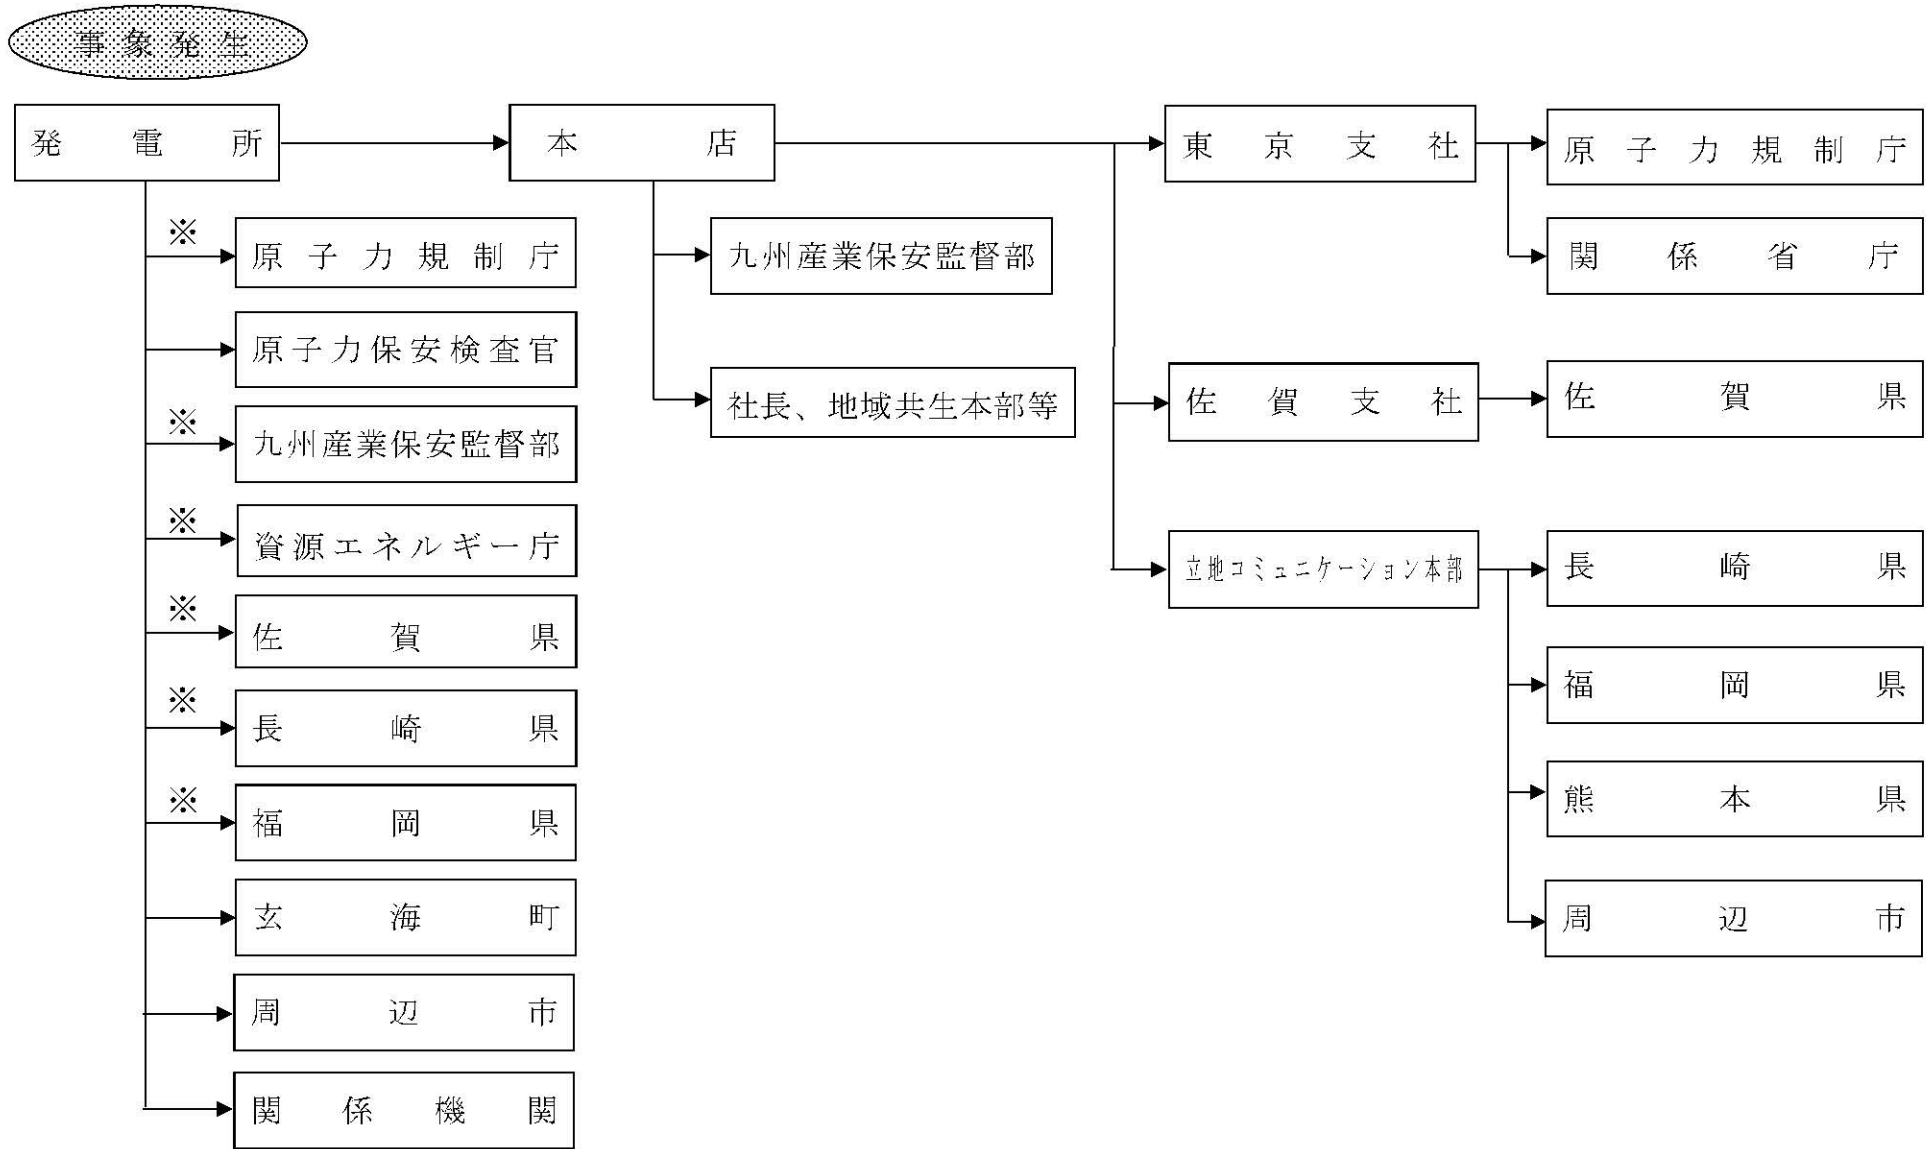 事象発生
発電所
本店
東京支社
原子力規制庁
※
原子力規制庁
九州産業保安監督部
関係省庁
原子力保安検査官
社長、地域共生本部等
佐賀支社
佐賀県
※
九州産業保安監督部
※
資源エネルギー庁
立地コミュニケーション本部
長崎県
※
佐賀県
福岡県
※
長崎県
熊本県
※
福岡県
玄海町
周辺市
周辺市
関係機関